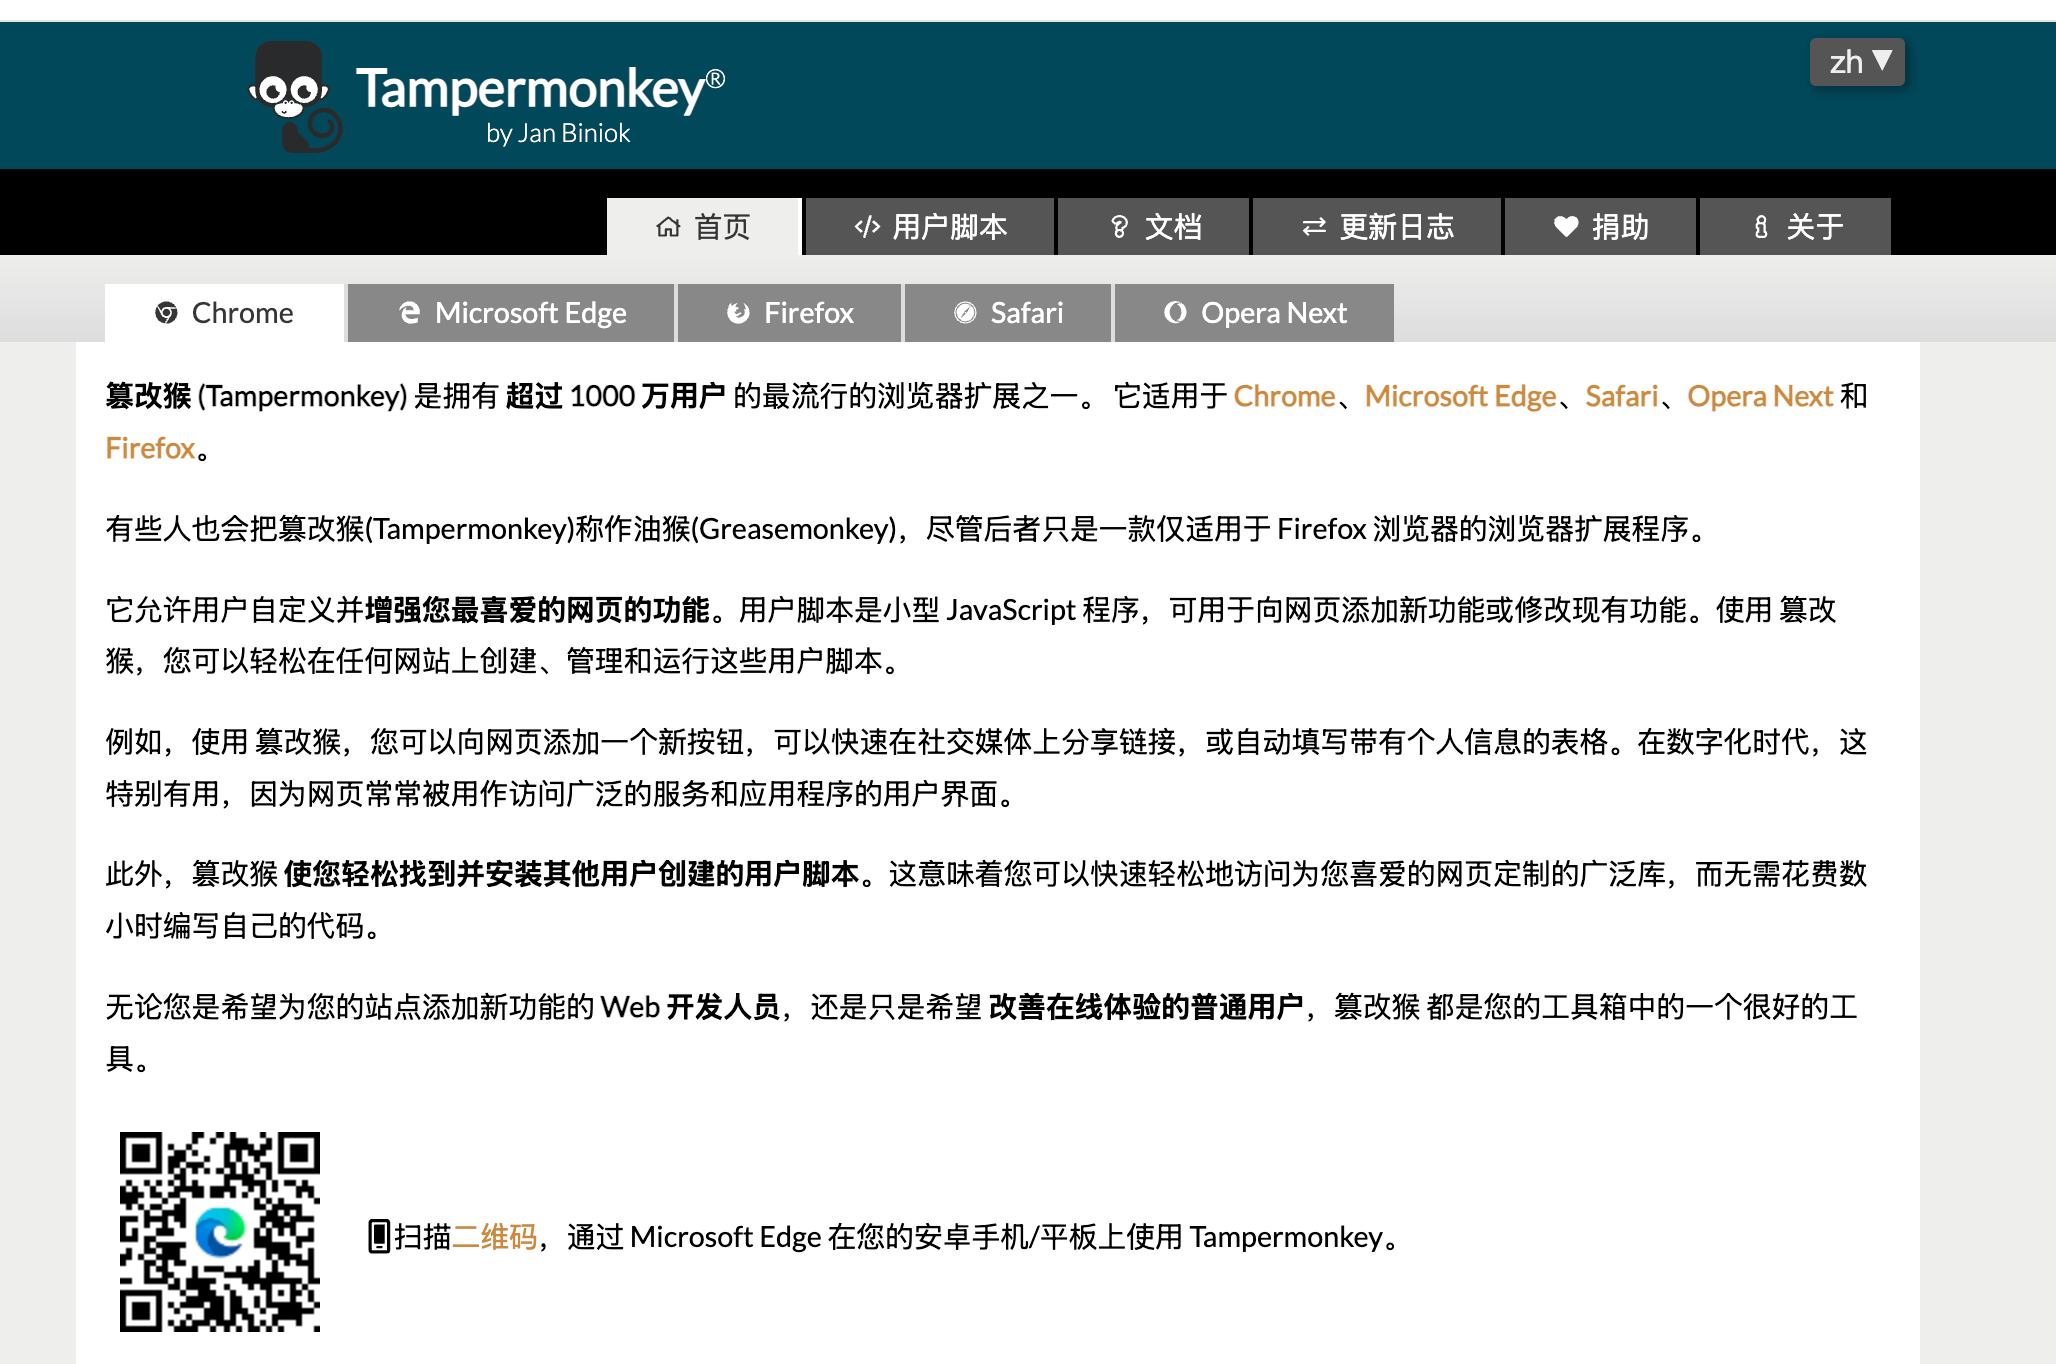 Tampermonkey®
by Jan Biniok
zh ▼
首页
用户脚本
文档
更新日志
捐助
关于
Chrome
Microsoft Edge
Firefox
Safari
Opera Next
篡改猴 (Tampermonkey) 是拥有 超过 1000 万用户 的最流行的浏览器扩展之一。 它适用于 Chrome、Microsoft Edge、Safari、Opera Next 和
Firefox。
有些人也会把篡改猴(Tampermonkey)称作油猴(Greasemonkey)，尽管后者只是一款仅适用于 Firefox 浏览器的浏览器扩展程序。
它允许用户自定义并增强您最喜爱的网页的功能。用户脚本是小型 JavaScript 程序，可用于向网页添加新功能或修改现有功能。使用 篡改
猴，您可以轻松在任何网站上创建、管理和运行这些用户脚本。
例如，使用 篡改猴，您可以向网页添加一个新按钮，可以快速在社交媒体上分享链接，或自动填写带有个人信息的表格。在数字化时代，这
特别有用，因为网页常常被用作访问广泛的服务和应用程序的用户界面。
此外，篡改猴 使您轻松找到并安装其他用户创建的用户脚本。这意味着您可以快速轻松地访问为您喜爱的网页定制的广泛库，而无需花费数
小时编写自己的代码。
无论您是希望为您的站点添加新功能的 Web 开发人员，还是只是希望 改善在线体验的普通用户，篡改猴 都是您的工具箱中的一个很好的工
具。
扫描二维码，通过 Microsoft Edge 在您的安卓手机/平板上使用 Tampermonkey。